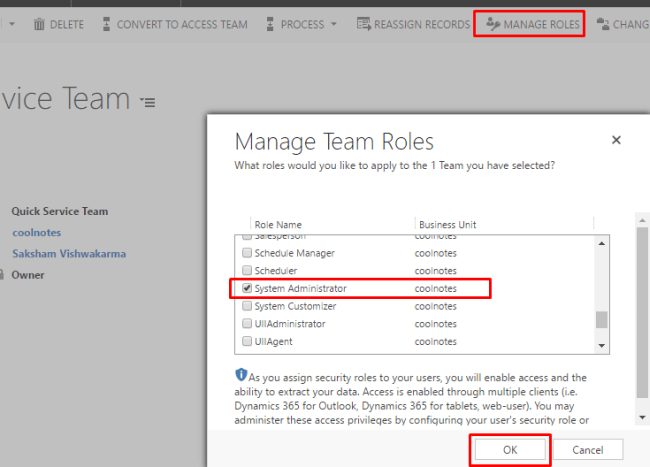 DELETE CONVERT TO ACCESS TEAM PROCESS REASSIGN RECORDS MANAGE ROLES CHANG
vice Team
Manage Team Roles
What roles would you like to apply to the 1 Team you have selected?
Quick Service Team
coolnotes
Saksham Vishwakarma
Owner
Role Name Business Unit
Salesperson coolnotes
Schedule Manager coolnotes
Scheduler coolnotes
System Administrator coolnotes
System Customizer coolnotes
UIIAdministrator coolnotes
UIIAgent coolnotes
As you assign security roles to your users, you will enable access and the
ability to extract your data. Access is enabled through multiple clients (i.e.
Dynamics 365 for Outlook, Dynamics 365 for tablets, web-user). You may
administer these access privileges by configuring your user's security role or
OK Cancel